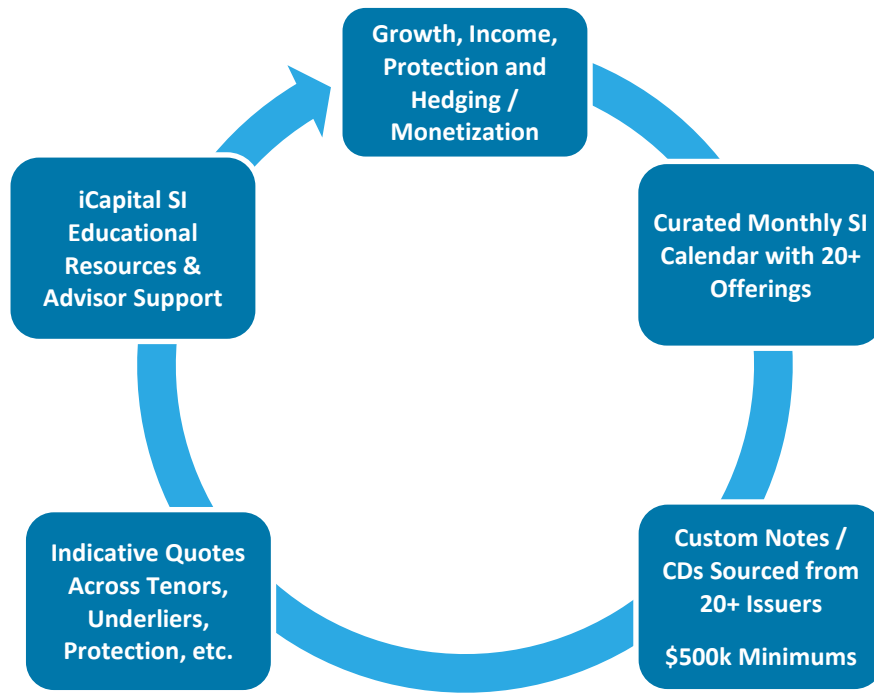 Growth, Income,
Protection and
Hedging /
Monetization
Curated Monthly SI
Calendar with 20+
Offerings
Custom Notes /
CDs Sourced from
20+ Issuers
$500k Minimums
Indicative Quotes
Across Tenors,
Underliers,
Protection, etc.
iCapital SI
Educational
Resources &
Advisor Support